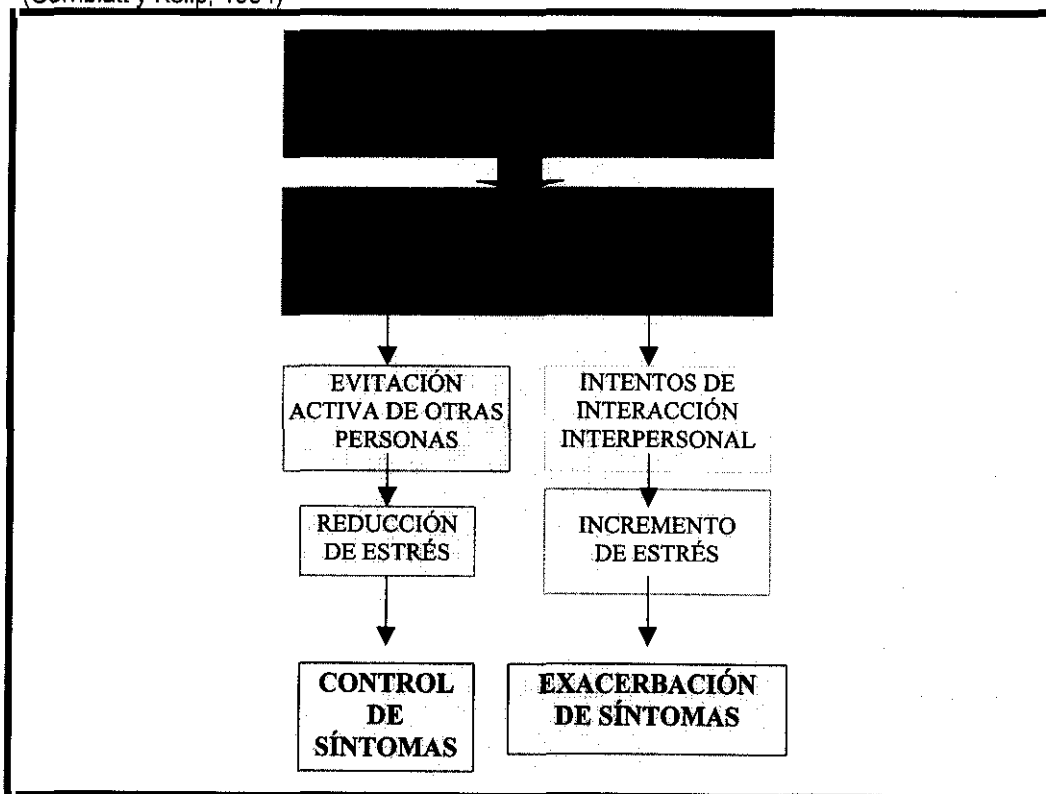 EVITACIÓN
ACTIVA DE OTRAS
PERSONAS
INTENTOS DE
INTERACCIÓN
INTERPERSONAL
REDUCCIÓN
DE ESTRÉS
INCREMENTO
DE ESTRÉS
CONTROL
DE
SÍNTOMAS
EXACERBACIÓN
DE SÍNTOMAS